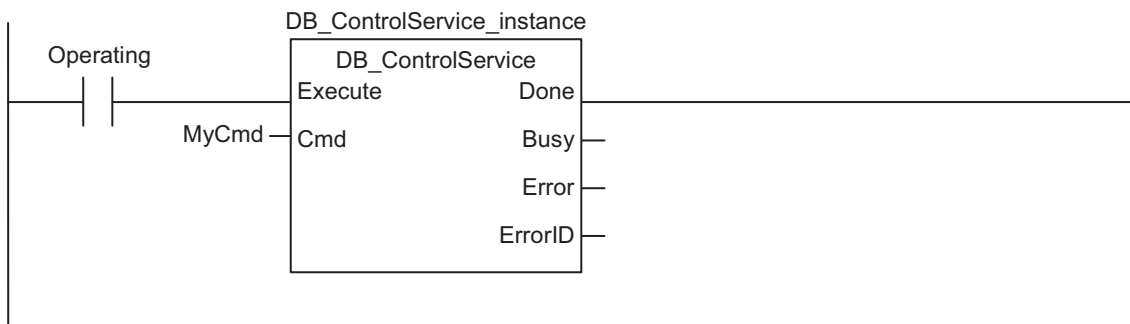 DB_ControlService_instance
Operating
DB_ControlService
Execute Done
MyCmd Cmd Busy
Error
ErrorID